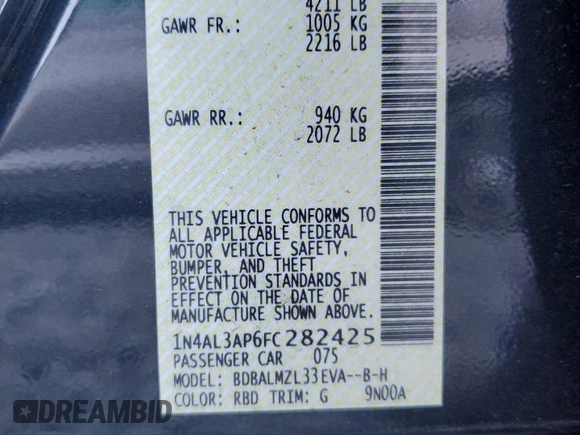 4211 LB
GAWR FR.: 1005 KG
2216 LB
GAWR RR.: 940 KG
2072 LB
THIS VEHICLE CONFORMS TO
ALL APPLICABLE FEDERAL
MOTOR VEHICLE SAFETY,
BUMPER, AND THEFT
PREVENTION STANDARDS IN
EFFECT ON THE DATE OF
MANUFACTURE SHOWN ABOVE.
1N4AL3AP6FC282425
PASSENGER CAR 07S
MODEL: BDBALMZL33EVA--B-H
COLOR: RBD TRIM: G 9N00A
DREAMBID